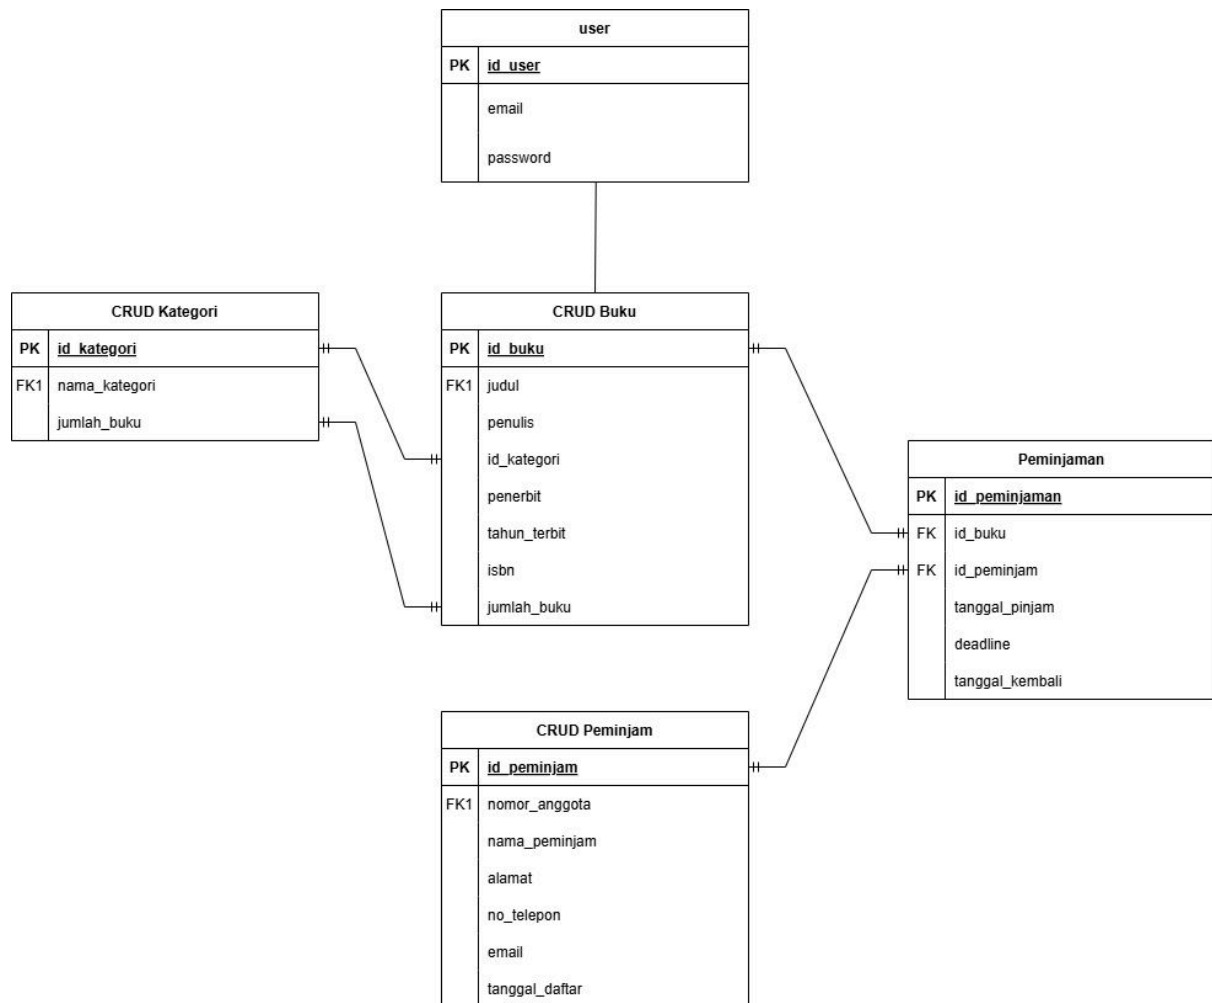 user
PK id_user
email
password
CRUD Kategori
PK id_kategori
FK1 nama_kategori
jumlah_buku
CRUD Buku
PK id_buku
FK1 judul
penulis
id_kategori
penerbit
tahun_terbit
isbn
jumlah_buku
Peminjaman
PK id_peminjaman
FK id_buku
FK id_peminjam
tanggal_pinjam
deadline
tanggal_kembali
CRUD Peminjam
PK id_peminjam
FK1 nomor_anggota
nama_peminjam
alamat
no_telepon
email
tanggal_daftar